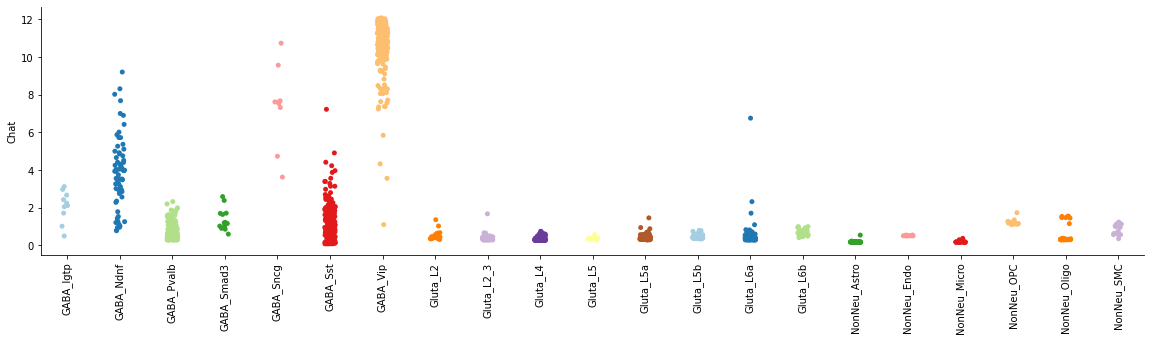 12
10
8
6
4
2
0
Chat
GABA_Igtp
GABA_Ndnf
GABA_Pvalb
GABA_Smad3
GABA_Sncg
GABA_Sst
GABA_Vip
Gluta_L2
Gluta_L2_3
Gluta_L4
Gluta_L5
Gluta_L5a
Gluta_L5b
Gluta_L6a
Gluta_L6b
NonNeu_Astro
NonNeu_Endo
NonNeu_Micro
NonNeu_OPC
NonNeu_Oligo
NonNeu_SMC